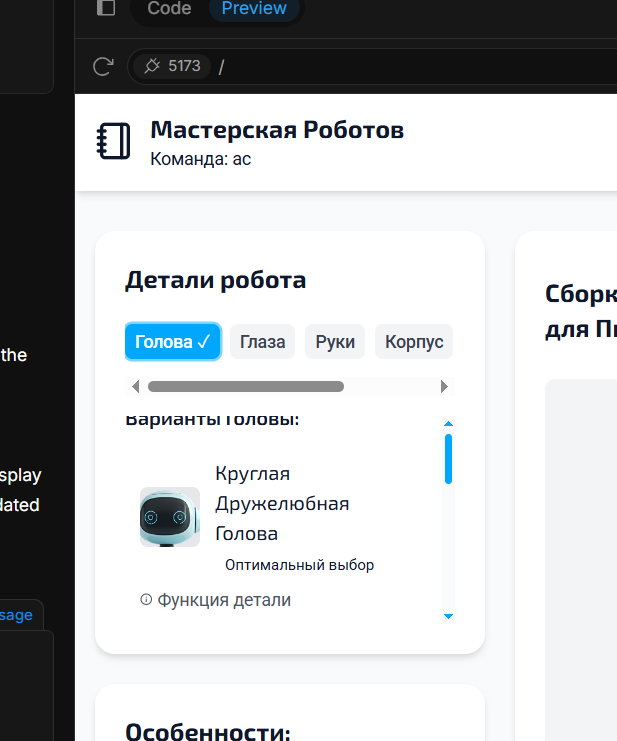 Code Preview
5173 /
Мастерская Роботов
Команда: ас
Детали робота
Голова ✓ Глаза Руки Корпус
Варианты головы:
Круглая
Дружелюбная
Голова
Оптимальный выбор
Функция детали
Особенности:
Сборк
для П
the
splay
dated
sage